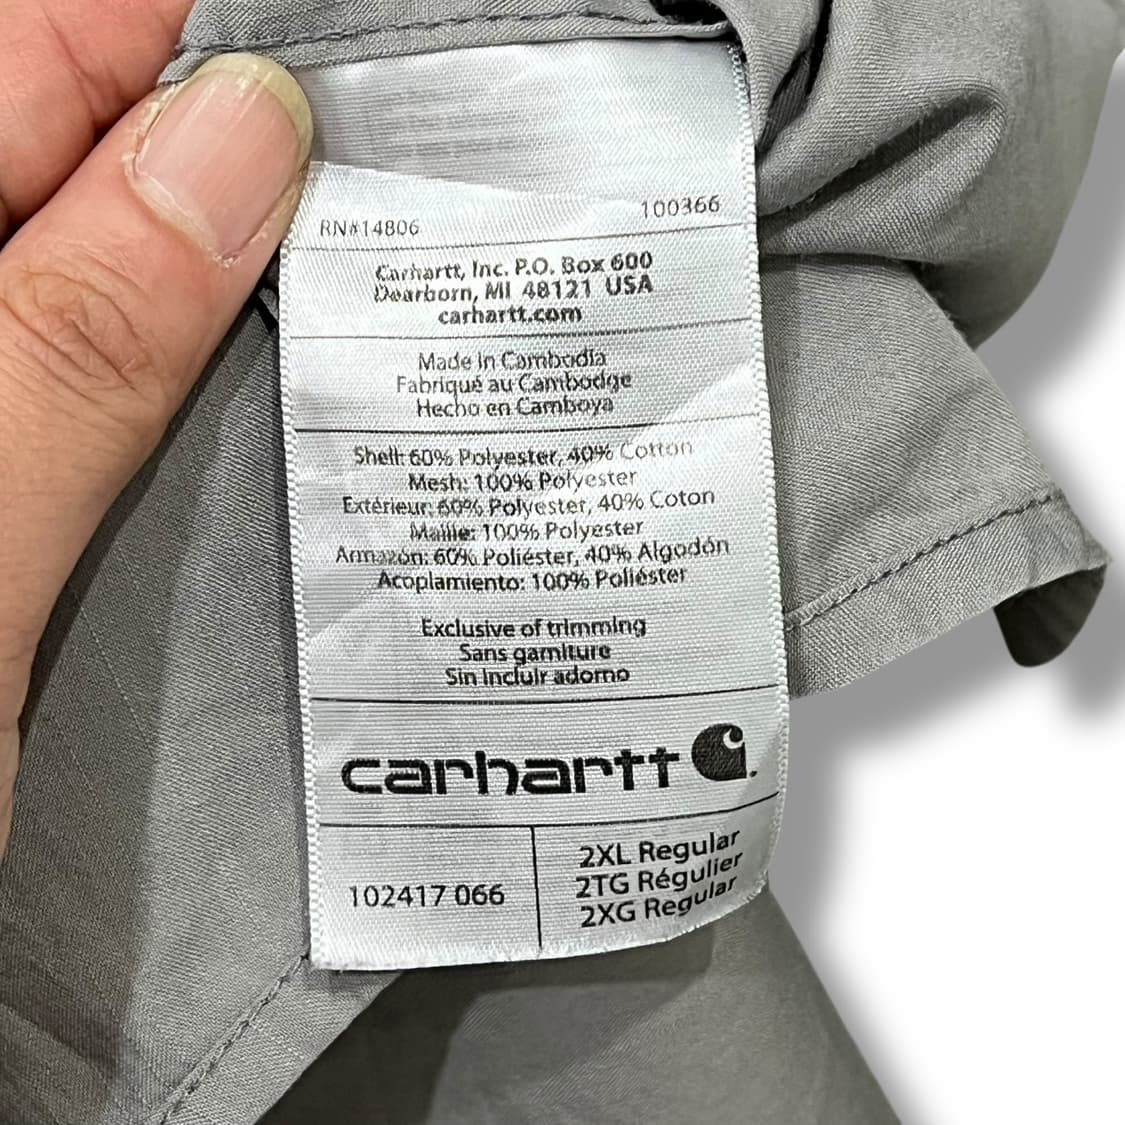 RN#14806 100366
Carhartt, Inc. P.O. Box 600
Dearborn, MI 48121 USA
carhartt.com
Made in Cambodia
Fabriqué au Cambodge
Hecho en Camboya
Shell: 60% Polyester, 40% Cotton
Mesh: 100% Polyester
Extérieur: 60% Polyester, 40% Coton
Maille: 100% Polyester
Armazón: 60% Poliéster, 40% Algodón
Acoplamiento: 100% Poliéster
Exclusive of trimming
Sans garniture
Sin incluir adorno
carhartt
102417 066
2XL Regular
2TG Régulier
2XG Regular